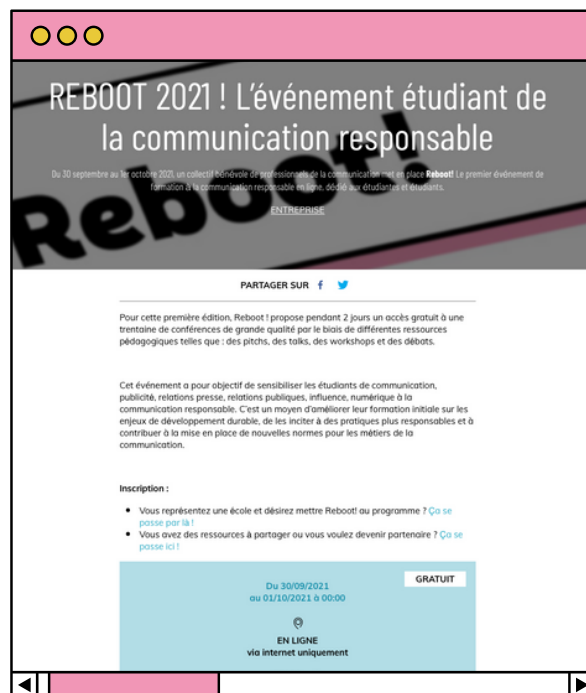 REBOOT 2021 ! L'événement étudiant de
la communication responsable
Du 30 septembre au 1er octobre 2021, un collectif bénévole de professionnels de la communication met en place Reboot! Le premier événement de
formation à la communication responsable en ligne, dédié aux étudiantes et étudiants.
ENTREPRISE
Reboot!
PARTAGER SUR
Pour cette première édition, Reboot ! propose pendant 2 jours un accès gratuit à une
trentaine de conférences de grande qualité par le biais de différentes ressources
pédagogiques telles que : des pitchs, des talks, des workshops et des débats.
Cet événement a pour objectif de sensibiliser les étudiants de communication,
publicité, relations presse, relations publiques, influence, numérique à la
communication responsable. C'est un moyen d'améliorer leur formation initiale sur les
enjeux de développement durable, de les inciter à des pratiques plus responsables et à
contribuer à la mise en place de nouvelles normes pour les métiers de la
communication.
Inscription :
Vous représentez une école et désirez mettre Reboot! au programme ? Ça se
passe par là !
Vous avez des ressources à partager ou vous voulez devenir partenaire ? Ça se
passe ici !
GRATUIT
Du 30/09/2021
au 01/10/2021 à 00:00
EN LIGNE
via internet uniquement